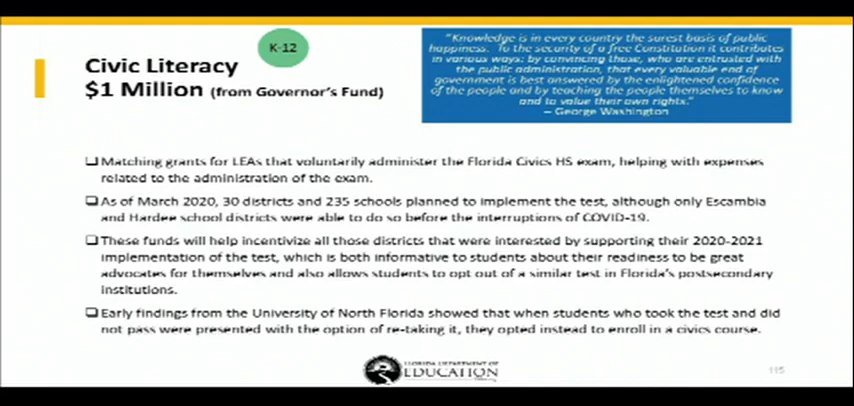 K-12
Civic Literacy
$1 Million (from Governor's Fund)
"Knowledge is in every country the surest basis of public
happiness. To the security of a free Constitution it contributes
in various ways: by convincing those, who are entrusted with
the public administration, that every valuable end of
government is best answered by the enlightened confidence
of the people and by teaching the people themselves to know
and to value their own rights."
– George Washington
❑ Matching grants for LEAs that voluntarily administer the Florida Civics HS exam, helping with expenses
related to the administration of the exam.
❑ As of March 2020, 30 districts and 235 schools planned to implement the test, although only Escambia
and Hardee school districts were able to do so before the interruptions of COVID-19.
❑ These funds will help incentivize all those districts that were interested by supporting their 2020-2021
implementation of the test, which is both informative to students about their readiness to be great
advocates for themselves and also allows students to opt out of a similar test in Florida's postsecondary
institutions.
❑ Early findings from the University of North Florida showed that when students who took the test and did
not pass were presented with the option of re-taking it, they opted instead to enroll in a civics course.
FLORIDA DEPARTMENT OF
EDUCATION
115